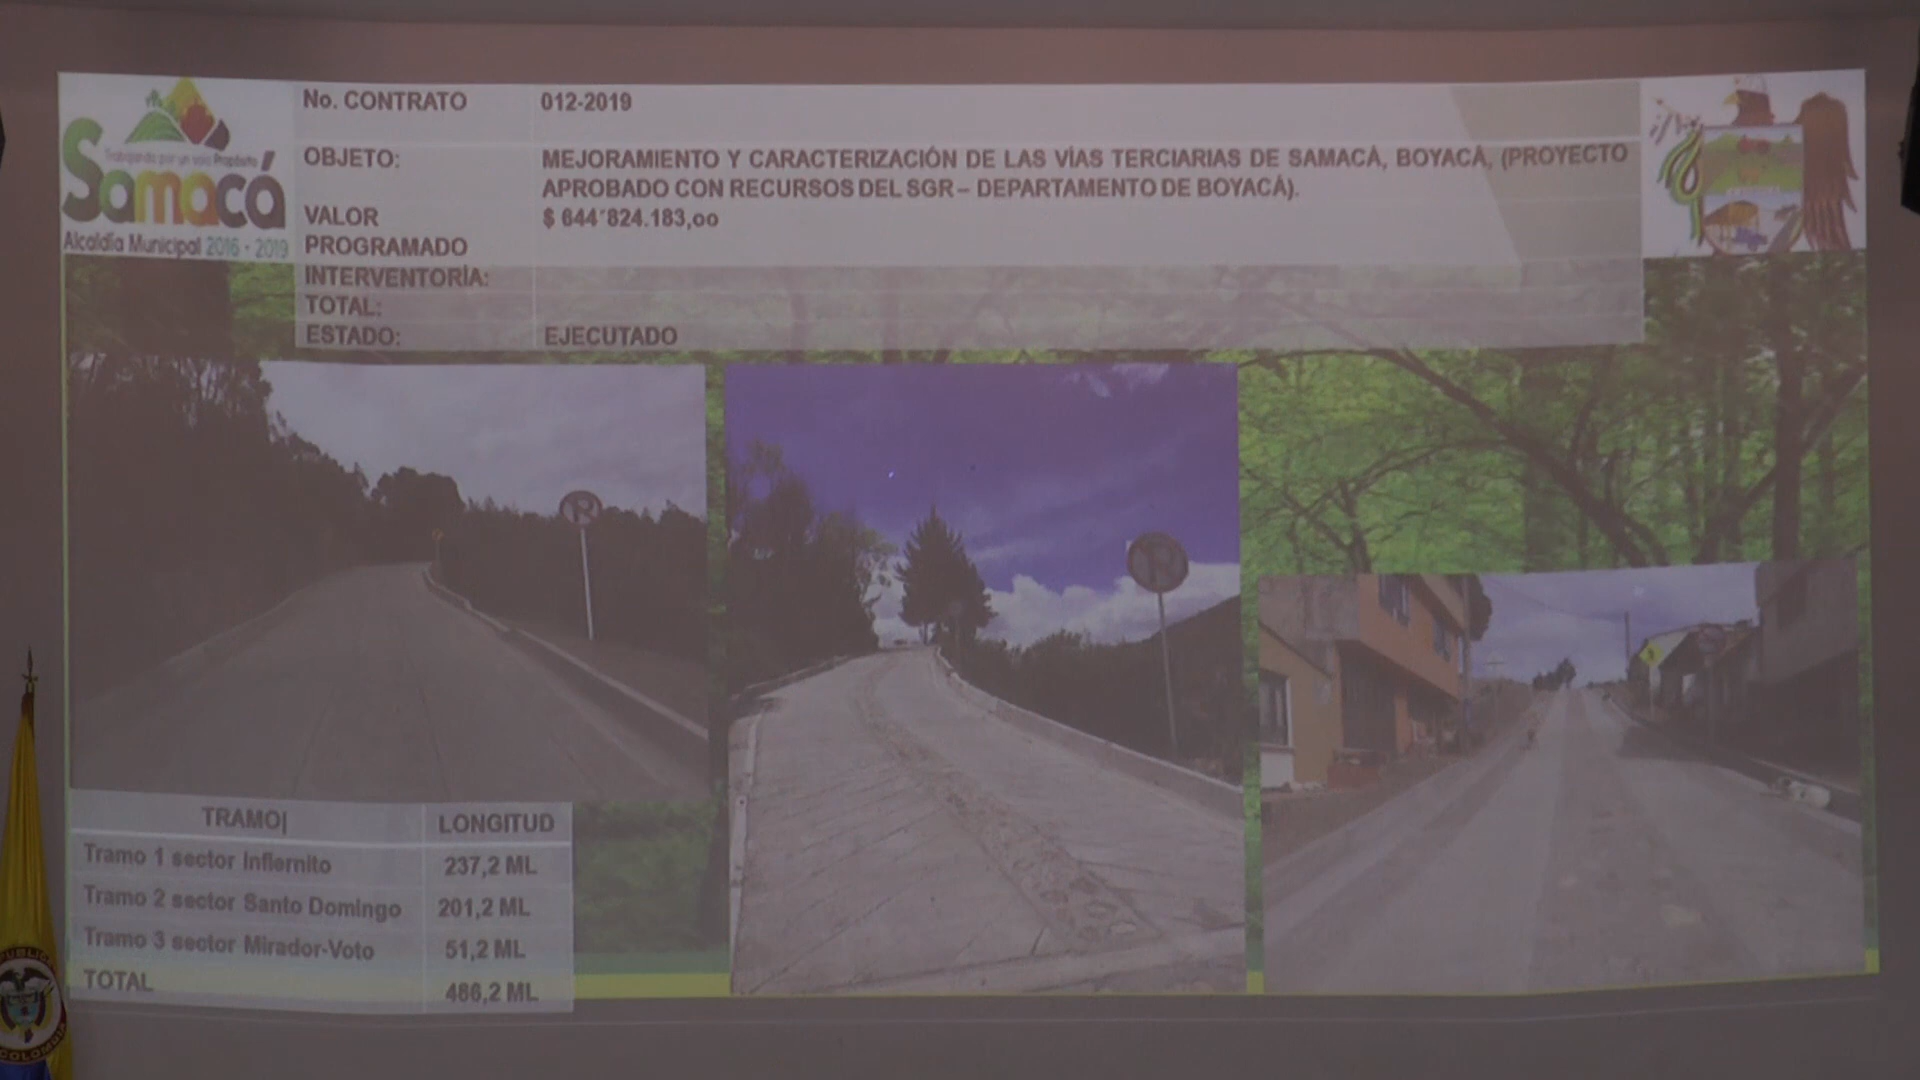 Trabajando por un solo Propósito
Samacá
Alcaldía Municipal 2016 - 2019
No. CONTRATO 012-2019
OBJETO: MEJORAMIENTO Y CARACTERIZACIÓN DE LAS VÍAS TERCIARIAS DE SAMACÁ, BOYACÁ, (PROYECTO
APROBADO CON RECURSOS DEL SGR – DEPARTAMENTO DE BOYACÁ).
VALOR $ 644´824.183,oo
PROGRAMADO
INTERVENTORÍA:
TOTAL:
ESTADO: EJECUTADO
TRAMO LONGITUD
Tramo 1 sector Infiernito 237,2 ML
Tramo 2 sector Santo Domingo 201,2 ML
Tramo 3 sector Mirador-Voto 51,2 ML
TOTAL 486,2 ML
COLOMBIA